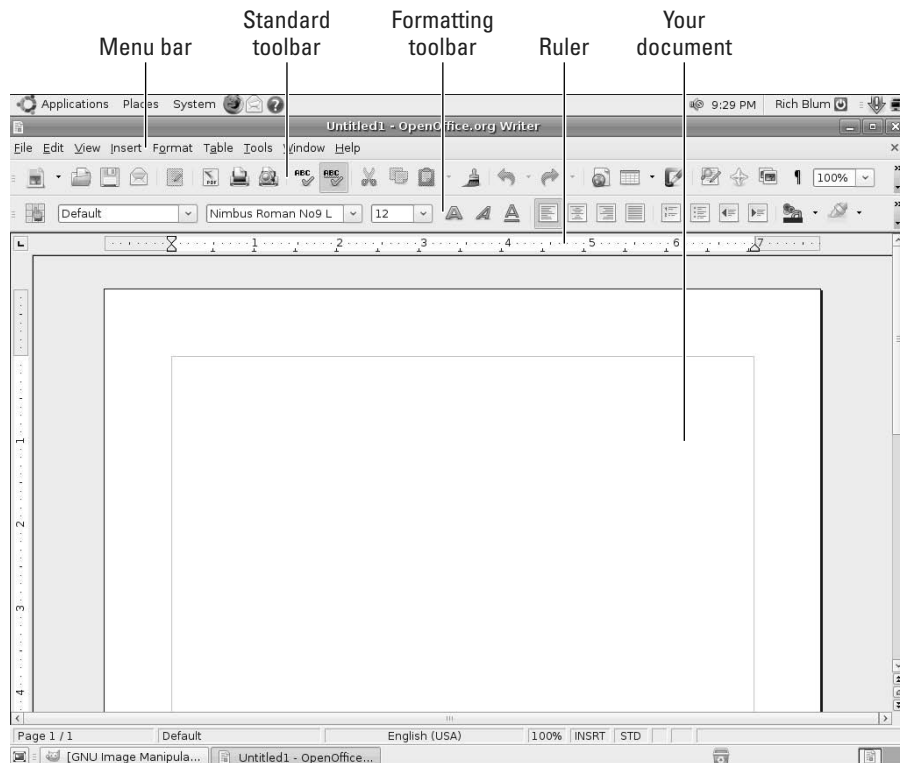 Menu bar
Standard toolbar
Formatting toolbar
Ruler
Your document
Applications Places System 9:29 PM Rich Blum
Untitled1 - OpenOffice.org Writer
File Edit View Insert Format Table Tools Window Help
PDF ABC ABC ¶ 100%
Default Nimbus Roman No9 L 12 A A A
L 1 2 3 4 5 6 7
1
2
3
4
Page 1 / 1 Default English (USA) 100% INSRT STD
[GNU Image Manipula... Untitled1 - OpenOffice...